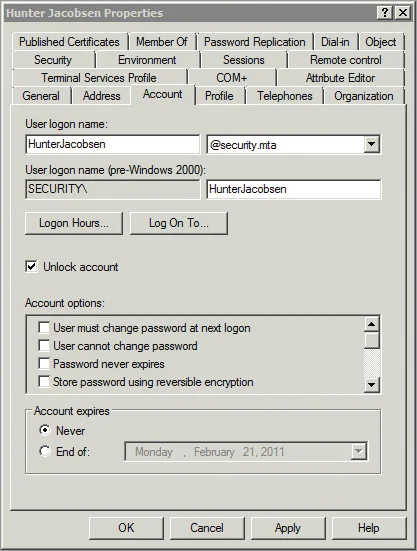 Hunter Jacobsen Properties
Published Certificates Member Of Password Replication Dial-in Object
Security Environment Sessions Remote control
Terminal Services Profile COM+ Attribute Editor
General Address Account Profile Telephones Organization
User logon name:
HunterJacobsen @security.mta
User logon name (pre-Windows 2000):
SECURITY\ HunterJacobsen
Logon Hours... Log On To...
Unlock account
Account options:
User must change password at next logon
User cannot change password
Password never expires
Store password using reversible encryption
Account expires
Never
End of: Monday , February 21, 2011
OK Cancel Apply Help